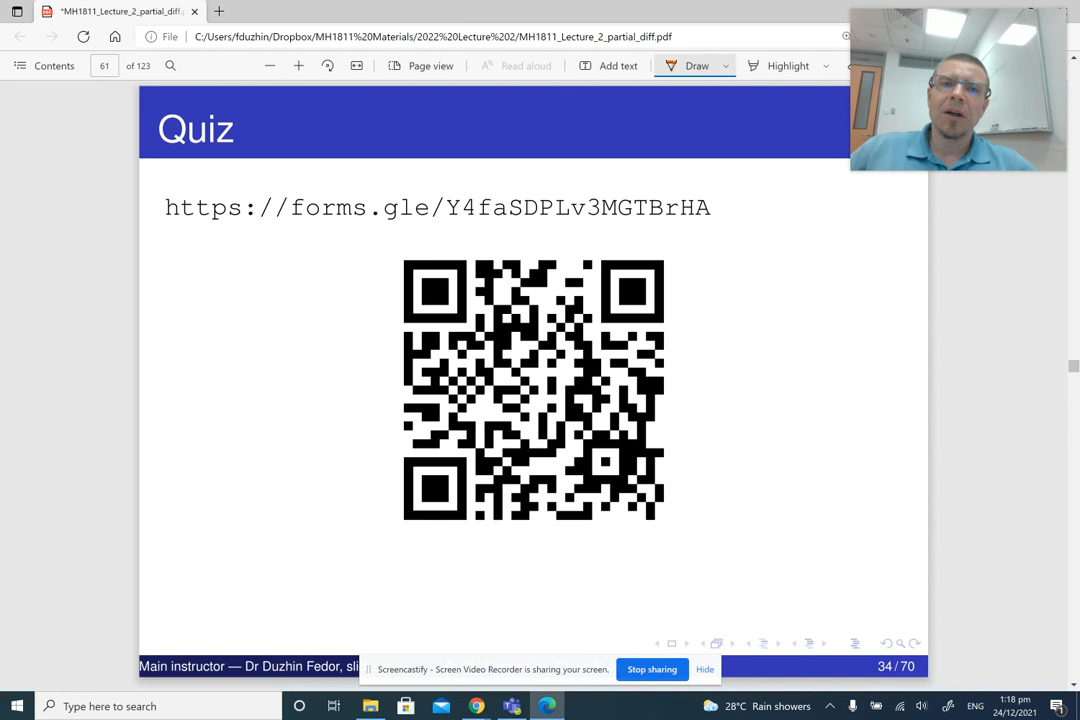 *MH1811_Lecture_2_partial_diff.p
File
C:/Users/fduzhin/Dropbox/MH1811%20Materials/2022%20Lecture%202/MH1811_Lecture_2_partial_diff.pdf
Contents
61
of 123
Page view
Read aloud
Add text
Draw
Highlight
Quiz
https://forms.gle/Y4faSDPLv3MGTBrHA
Main instructor — Dr Duzhin Fedor, sli
34 / 70
Screencastify - Screen Video Recorder is sharing your screen.
Stop sharing
Hide
Type here to search
28°C Rain showers
ENG
1:18 pm
24/12/2021
1